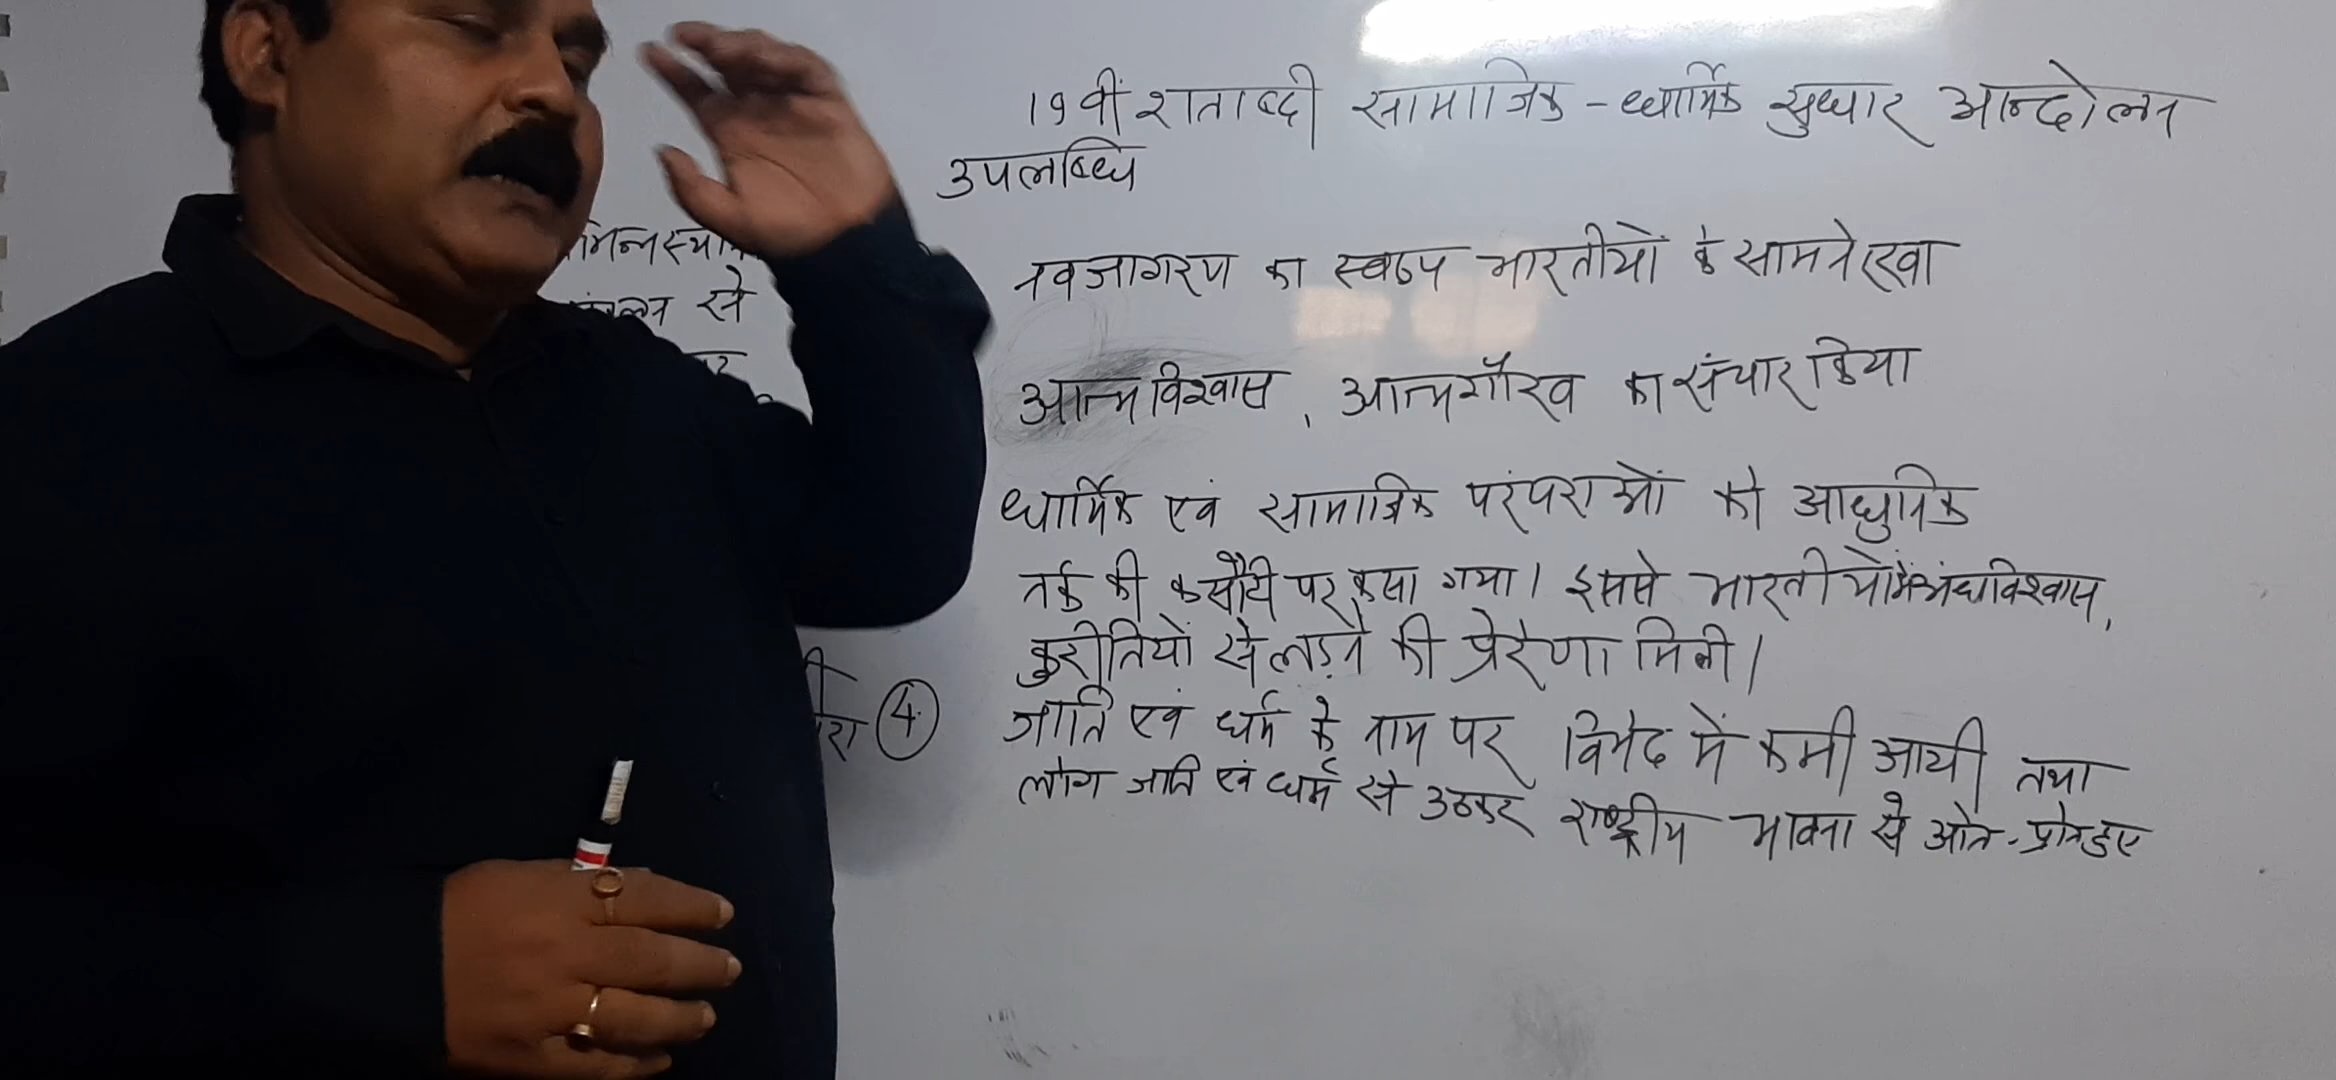 19वीं शताब्दी सामाजिक - धार्मिक सुधार आन्दोलन
उपलब्धि
नवजागरण का स्वरूप भारतीयों के सामने रखा
आत्मविश्वास, आत्मगौरव का संचार किया
धार्मिक एवं सामाजिक परंपराओं को आधुनिक
तर्क की कसौटी पर कसा गया। इससे भारतीयों में अंधविश्वास,
कुरीतियों से लड़ने की प्रेरणा मिली।
④ जाति एवं धर्म के नाम पर विभेद में कमी आयी तथा
लोग जाति एवं धर्म से उठकर राष्ट्रीय भावना से ओत-प्रोत हुए
से